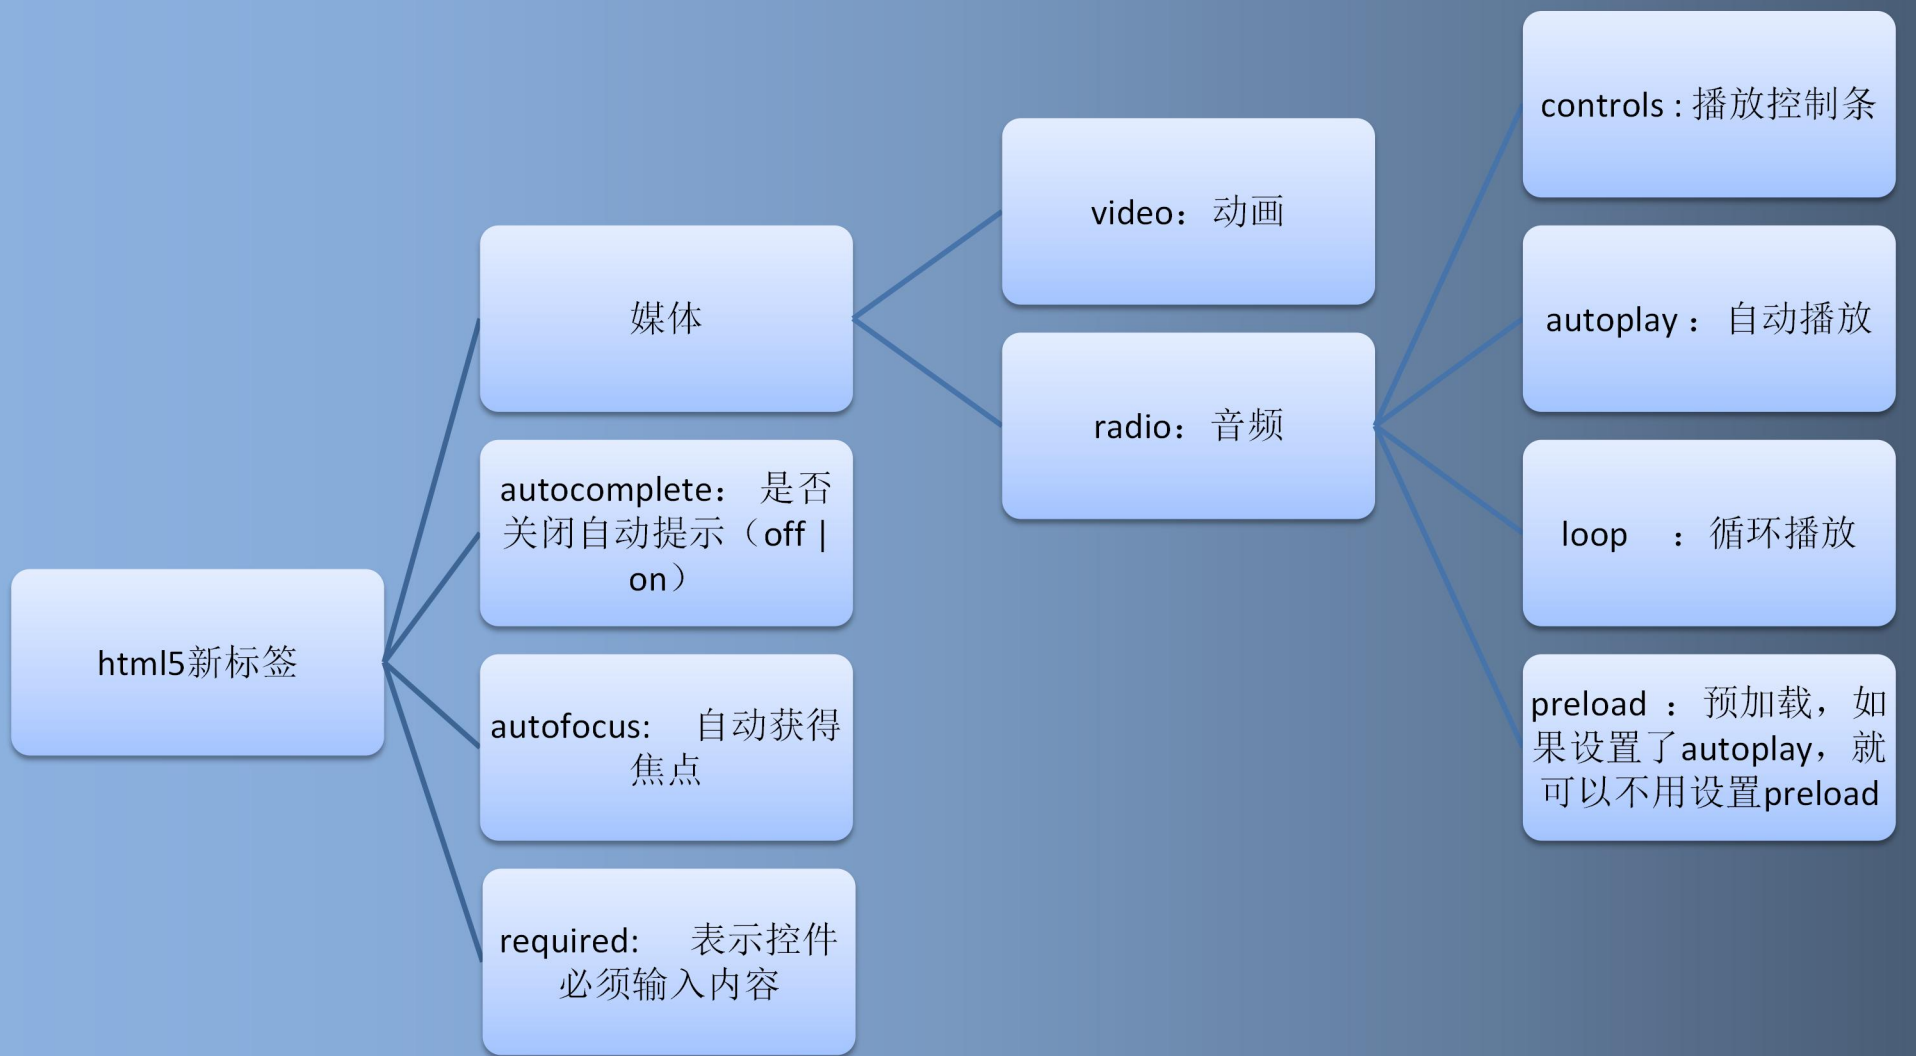 html5新标签
媒体
autocomplete： 是否
关闭自动提示（off |
on）
autofocus: 自动获得
焦点
required: 表示控件
必须输入内容
video：动画
radio：音频
controls : 播放控制条
autoplay ：自动播放
loop ：循环播放
preload ：预加载，如
果设置了autoplay，就
可以不用设置preload